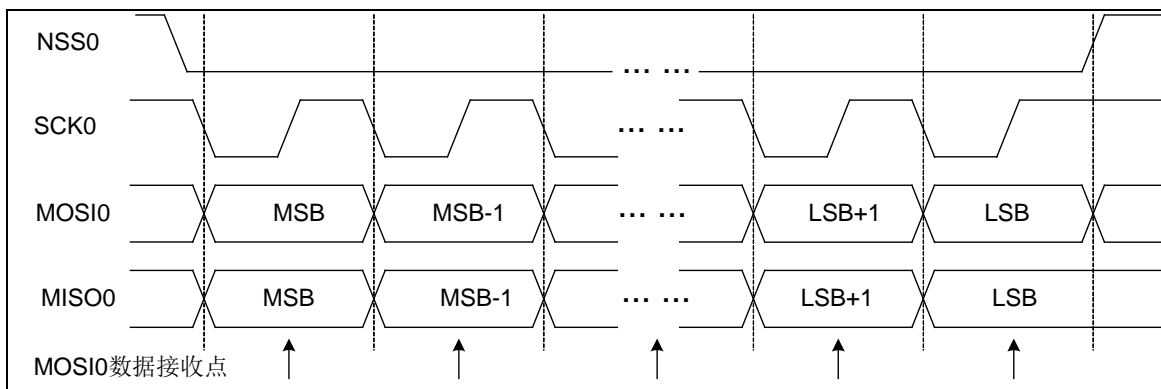 NSS0
... ...
SCK0
... ...
MOSI0 MSB MSB-1 ... ... LSB+1 LSB
MISO0 MSB MSB-1 ... ... LSB+1 LSB
MOSI0数据接收点